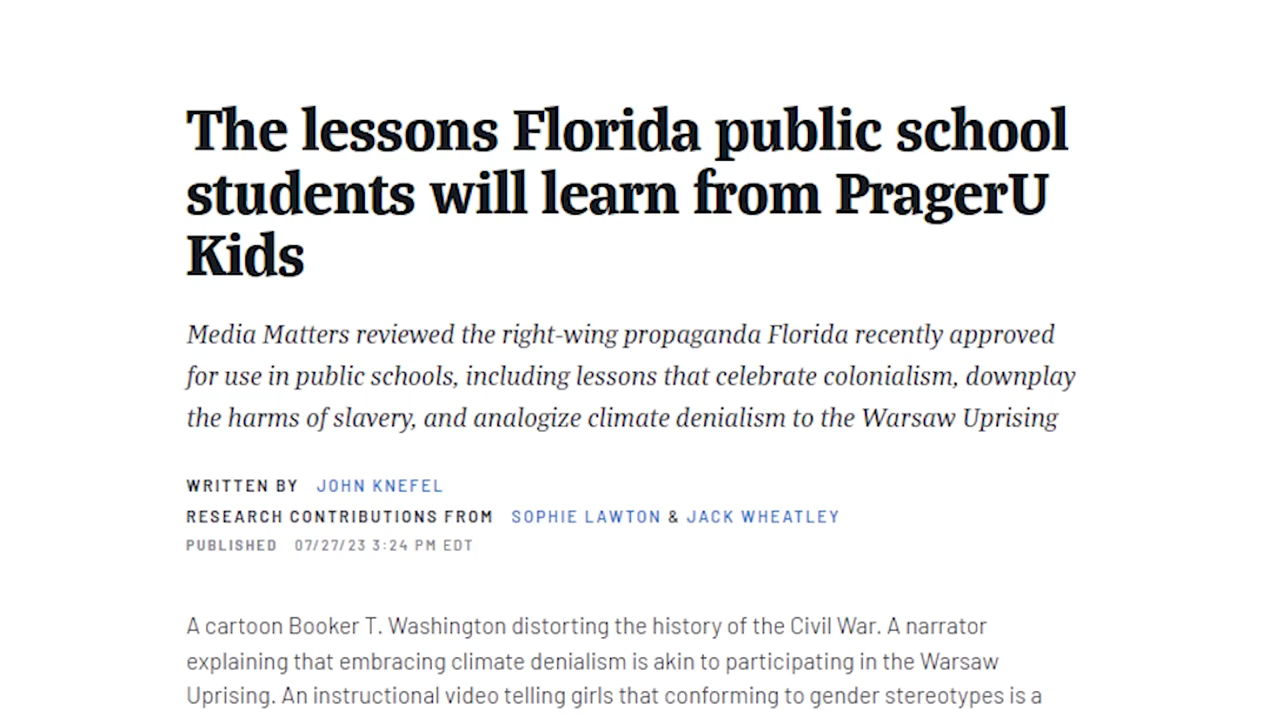 The lessons Florida public school
students will learn from PragerU
Kids
Media Matters reviewed the right-wing propaganda Florida recently approved
for use in public schools, including lessons that celebrate colonialism, downplay
the harms of slavery, and analogize climate denialism to the Warsaw Uprising
WRITTEN BY JOHN KNEFEL
RESEARCH CONTRIBUTIONS FROM SOPHIE LAWTON & JACK WHEATLEY
PUBLISHED 07/27/23 3:24 PM EDT
A cartoon Booker T. Washington distorting the history of the Civil War. A narrator
explaining that embracing climate denialism is akin to participating in the Warsaw
Uprising. An instructional video telling girls that conforming to gender stereotypes is a